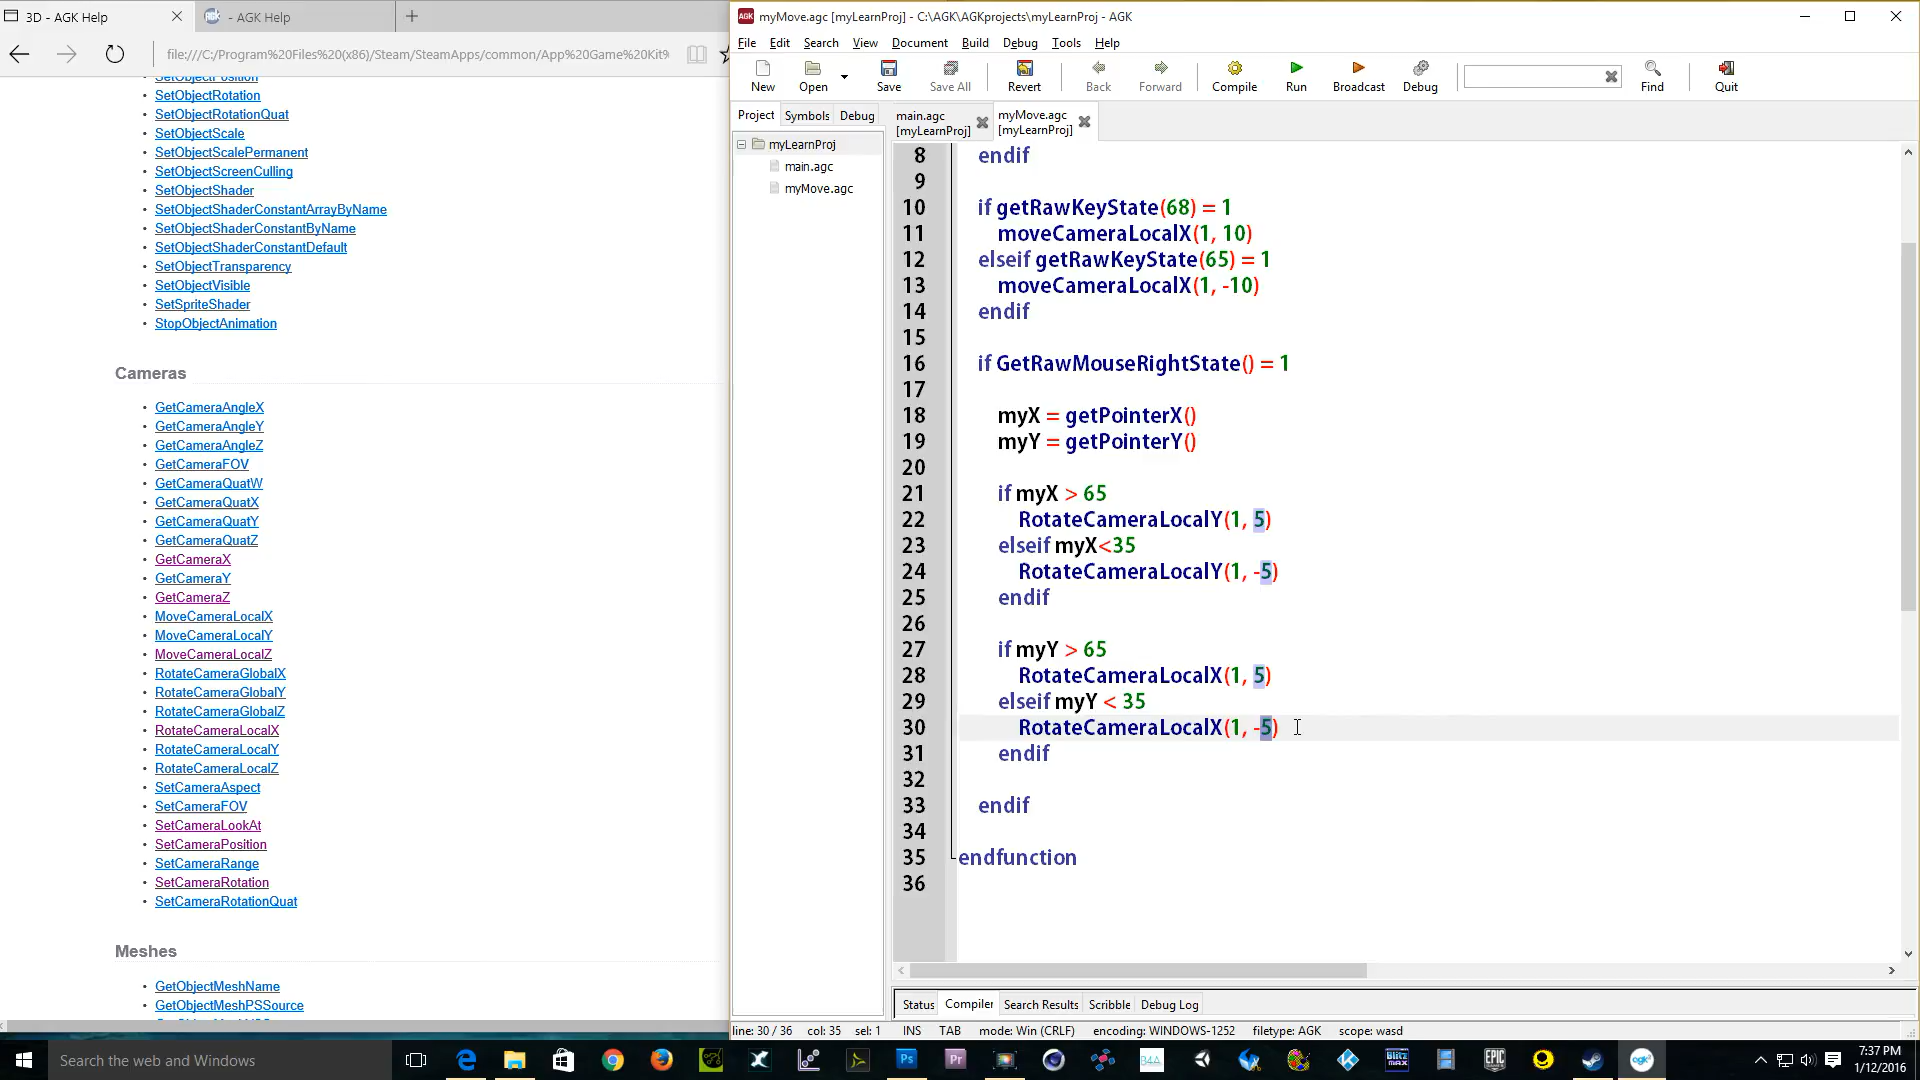 3D - AGK Help
- AGK Help
file:///C:/Program%20Files%20(x86)/Steam/SteamApps/common/App%20Game%20Kit%
SetObjectPosition
SetObjectRotation
SetObjectRotationQuat
SetObjectScale
SetObjectScalePermanent
SetObjectScreenCulling
SetObjectShader
SetObjectShaderConstantArrayByName
SetObjectShaderConstantByName
SetObjectShaderConstantDefault
SetObjectTransparency
SetObjectVisible
SetSpriteShader
StopObjectAnimation
Cameras
GetCameraAngleX
GetCameraAngleY
GetCameraAngleZ
GetCameraFOV
GetCameraQuatW
GetCameraQuatX
GetCameraQuatY
GetCameraQuatZ
GetCameraX
GetCameraY
GetCameraZ
MoveCameraLocalX
MoveCameraLocalY
MoveCameraLocalZ
RotateCameraGlobalX
RotateCameraGlobalY
RotateCameraGlobalZ
RotateCameraLocalX
RotateCameraLocalY
RotateCameraLocalZ
SetCameraAspect
SetCameraFOV
SetCameraLookAt
SetCameraPosition
SetCameraRange
SetCameraRotation
SetCameraRotationQuat
Meshes
GetObjectMeshName
GetObjectMeshPSSource
AGK myMove.agc [myLearnProj] - C:\AGK\AGKprojects\myLearnProj - AGK
File Edit Search View Document Build Debug Tools Help
New Open Save Save All Revert Back Forward Compile Run Broadcast Debug Find Quit
Project Symbols Debug
myLearnProj
main.agc
myMove.agc
main.agc
[myLearnProj]
myMove.agc
[myLearnProj]
8 endif
9
10 if getRawKeyState(68) = 1
11 moveCameraLocalX(1, 10)
12 elseif getRawKeyState(65) = 1
13 moveCameraLocalX(1, -10)
14 endif
15
16 if GetRawMouseRightState() = 1
17
18 myX = getPointerX()
19 myY = getPointerY()
20
21 if myX > 65
22 RotateCameraLocalY(1, 5)
23 elseif myX<35
24 RotateCameraLocalY(1, -5)
25 endif
26
27 if myY > 65
28 RotateCameraLocalX(1, 5)
29 elseif myY < 35
30 RotateCameraLocalX(1, -5)
31 endif
32
33 endif
34
35 endfunction
36
Status Compiler Search Results Scribble Debug Log
line: 30 / 36 col: 35 sel: 1 INS TAB mode: Win (CRLF) encoding: WINDOWS-1252 filetype: AGK scope: wasd
Search the web and Windows
Ps
Pr
B4A
BLITZ MAX
EPIC
agk
7:37 PM
1/12/2016